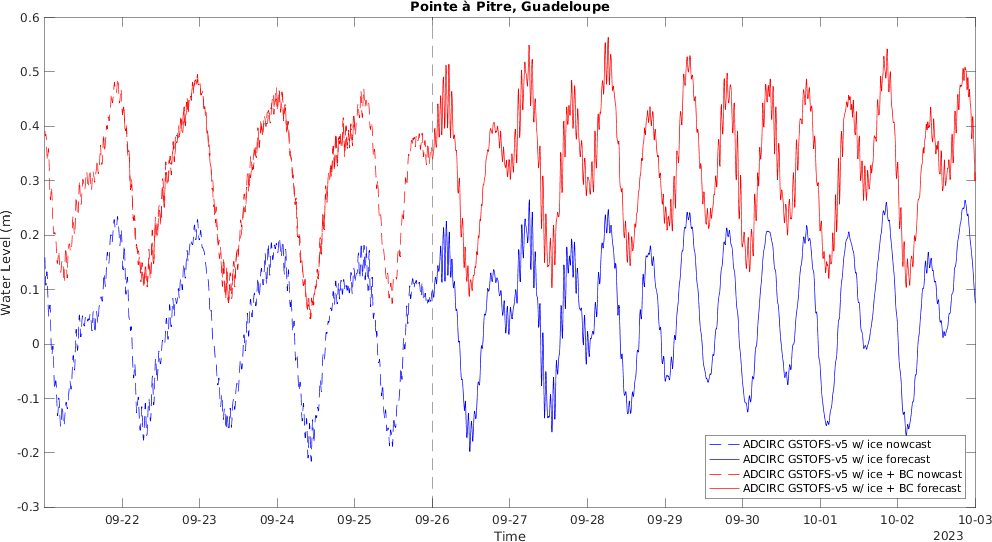 Pointe à Pitre, Guadeloupe
0.6
0.5
0.4
0.3
0.2
0.1
0
-0.1
-0.2
-0.3
Water Level (m)
ADCIRC GSTOFS-v5 w/ ice nowcast
ADCIRC GSTOFS-v5 w/ ice forecast
ADCIRC GSTOFS-v5 w/ ice + BC nowcast
ADCIRC GSTOFS-v5 w/ ice + BC forecast
09-22 09-23 09-24 09-25 09-26 09-27 09-28 09-29 09-30 10-01 10-02 10-03
Time
2023